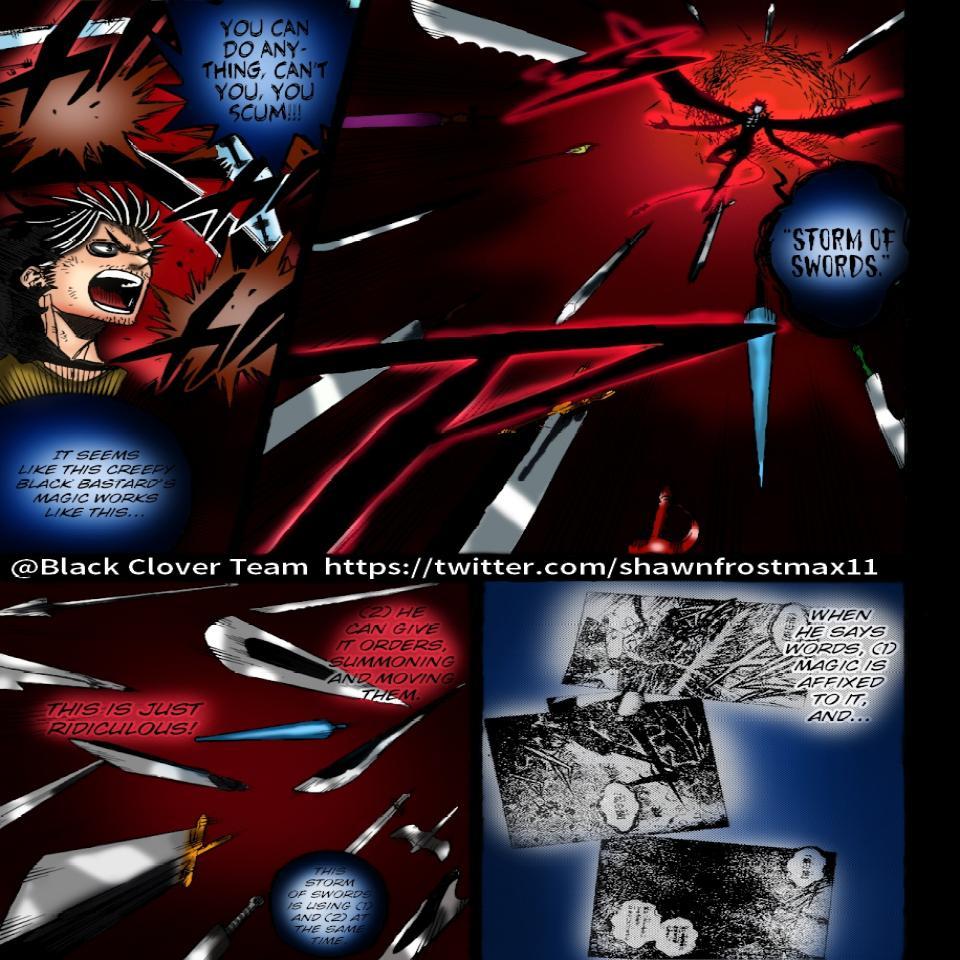 YOU CAN
DO ANY-
THING, CAN'T
YOU, YOU
SCUM!!!
"STORM OF
SWORDS."
IT SEEMS
LIKE THIS CREEPY
BLACK BASTARD'S
MAGIC WORKS
LIKE THIS...
@Black Clover Team https://twitter.com/shawnfrostmax11
WHEN
HE SAYS
WORDS, (1)
MAGIC IS
AFFIXED
TO IT,
AND...
(2) HE
CAN GIVE
IT ORDERS,
SUMMONING
AND MOVING
THEM.
THIS IS JUST
RIDICULOUS!
THIS
STORM
OF SWORDS
IS USING (1)
AND (2) AT
THE SAME
TIME.